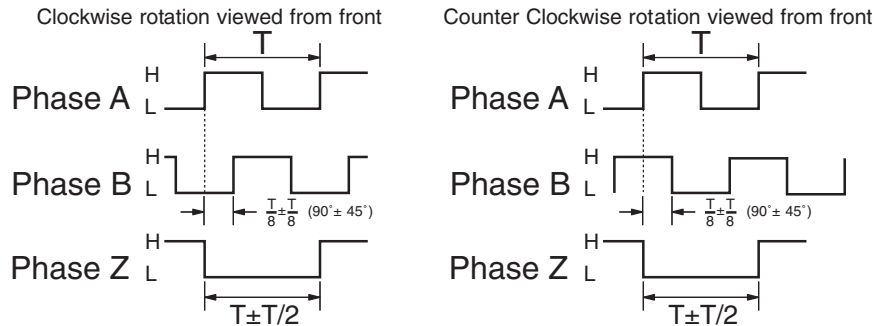 Clockwise rotation viewed from front
T
H
Phase A L
H
Phase B L
T/8±T/8 (90°± 45°)
H
Phase Z L
T±T/2
Counter Clockwise rotation viewed from front
T
H
Phase A L
H
Phase B L
T/8±T/8 (90°± 45°)
H
Phase Z L
T±T/2